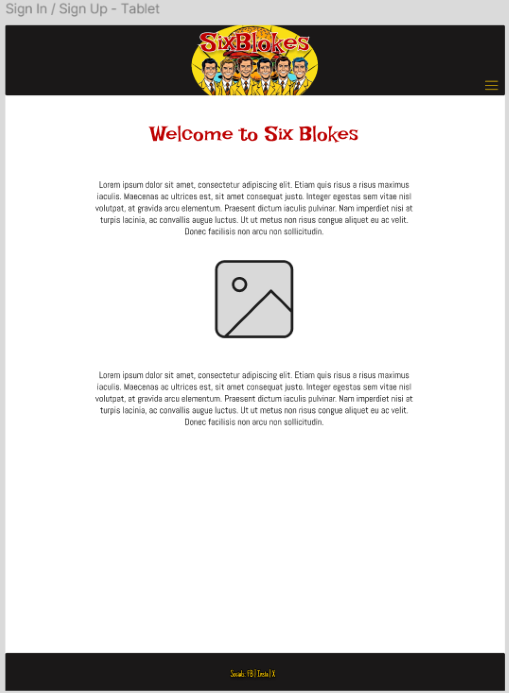 Sign In / Sign Up - Tablet
SixBlokes
Welcome to Six Blokes
Lorem ipsum dolor sit amet, consectetur adipiscing elit. Etiam quis risus a risus maximus
iaculis. Maecenas ac ultrices est, sit amet consequat justo. Integer egestas sem vitae nisl
volutpat, at gravida arcu elementum. Praesent dictum iaculis pulvinar. Nam imperdiet nisi at
turpis lacinia, ac convallis augue luctus. Ut ut metus non risus congue aliquet eu ac velit.
Donec facilisis non arcu non sollicitudin.
Lorem ipsum dolor sit amet, consectetur adipiscing elit. Etiam quis risus a risus maximus
iaculis. Maecenas ac ultrices est, sit amet consequat justo. Integer egestas sem vitae nisl
volutpat, at gravida arcu elementum. Praesent dictum iaculis pulvinar. Nam imperdiet nisi at
turpis lacinia, ac convallis augue luctus. Ut ut metus non risus congue aliquet eu ac velit.
Donec facilisis non arcu non sollicitudin.
Socials: FB | Insta | X